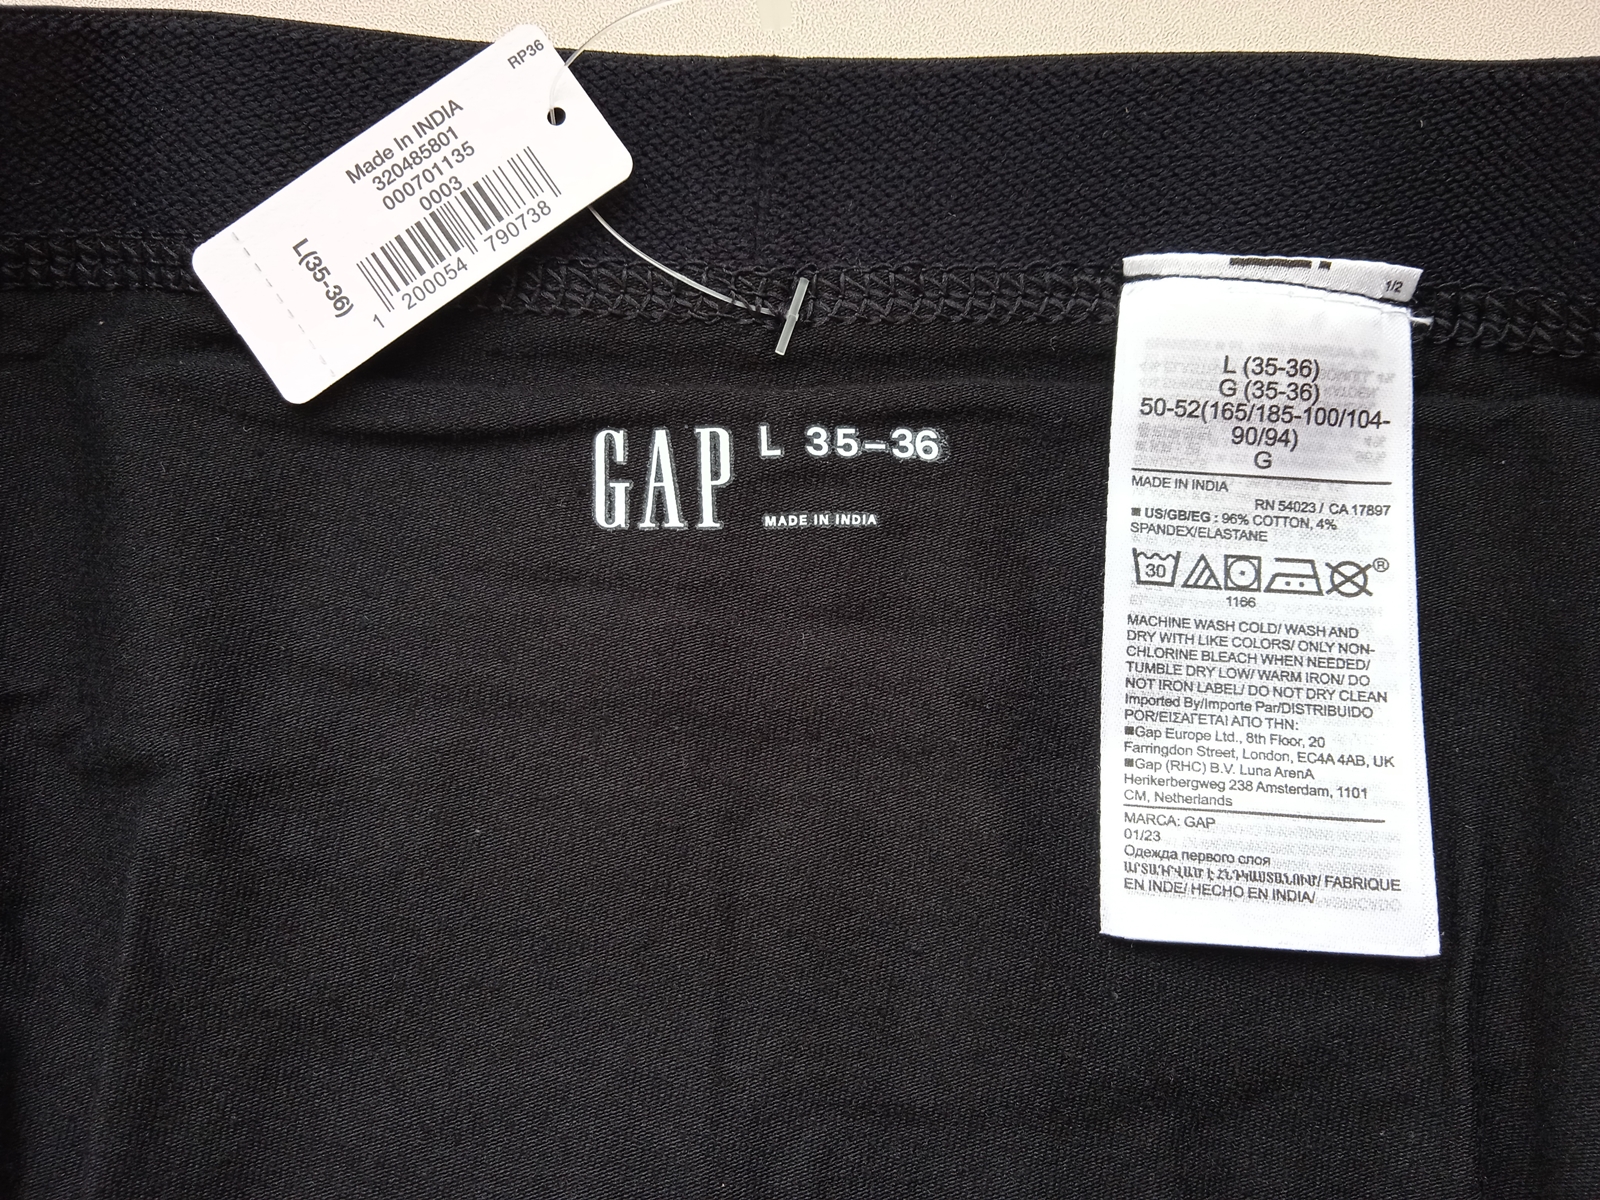 RP36
Made In INDIA
320485801
000701135
0003
1 200054 790738
L(35-36)
GAP
L 35-36
MADE IN INDIA
1/2
L (35-36)
G (35-36)
50-52(165/185-100/104-
90/94)
G
MADE IN INDIA
RN 54023 / CA 17897
■ US/GB/EG : 96% COTTON, 4%
SPANDEX/ELASTANE
30
®
1166
MACHINE WASH COLD/ WASH AND
DRY WITH LIKE COLORS/ ONLY NON-
CHLORINE BLEACH WHEN NEEDED/
TUMBLE DRY LOW/ WARM IRON/ DO
NOT IRON LABEL/ DO NOT DRY CLEAN
Imported By/Importe Par/DISTRIBUIDO
POR/ΕΙΣΑΓΕΤΑΙ ΑΠΟ ΤΗΝ:
■Gap Europe Ltd., 8th Floor, 20
Farringdon Street, London, EC4A 4AB, UK
■Gap (RHC) B.V. Luna ArenA
Herikerbergweg 238 Amsterdam, 1101
CM, Netherlands
MARCA: GAP
01/23
Одежда первого слоя
ԱՐՏԱԴՐՎԱԾ Է ՀՆԴԿԱՍՏԱՆՈՒՄ/ FABRIQUE
EN INDE/ HECHO EN INDIA/